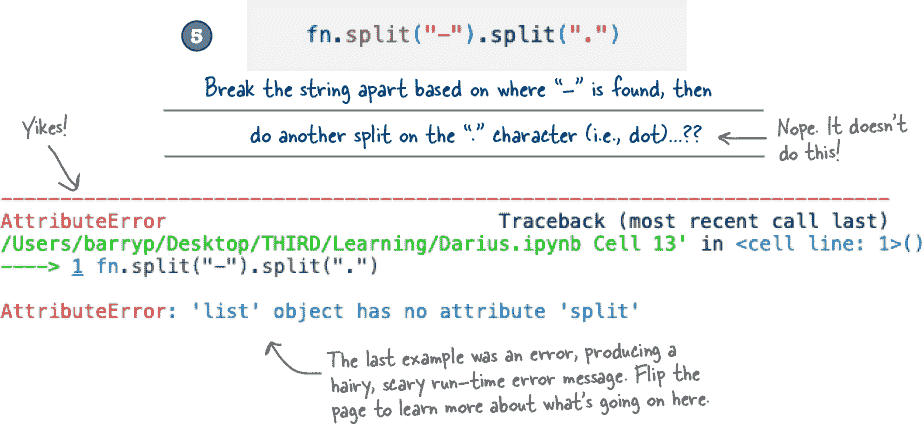 5
fn.split("-").split(".")
Break the string apart based on where “-” is found, then
do another split on the “.” character (i.e., dot)...??
Yikes!
Nope. It doesn't
do this!
---------------------------------------------------------------------------
AttributeError Traceback (most recent call last)
/Users/barryp/Desktop/THIRD/Learning/Darius.ipynb Cell 13' in <cell line: 1>()
----> 1 fn.split("-").split(".")
AttributeError: 'list' object has no attribute 'split'
The last example was an error, producing a
hairy, scary run-time error message. Flip the
page to learn more about what's going on here.